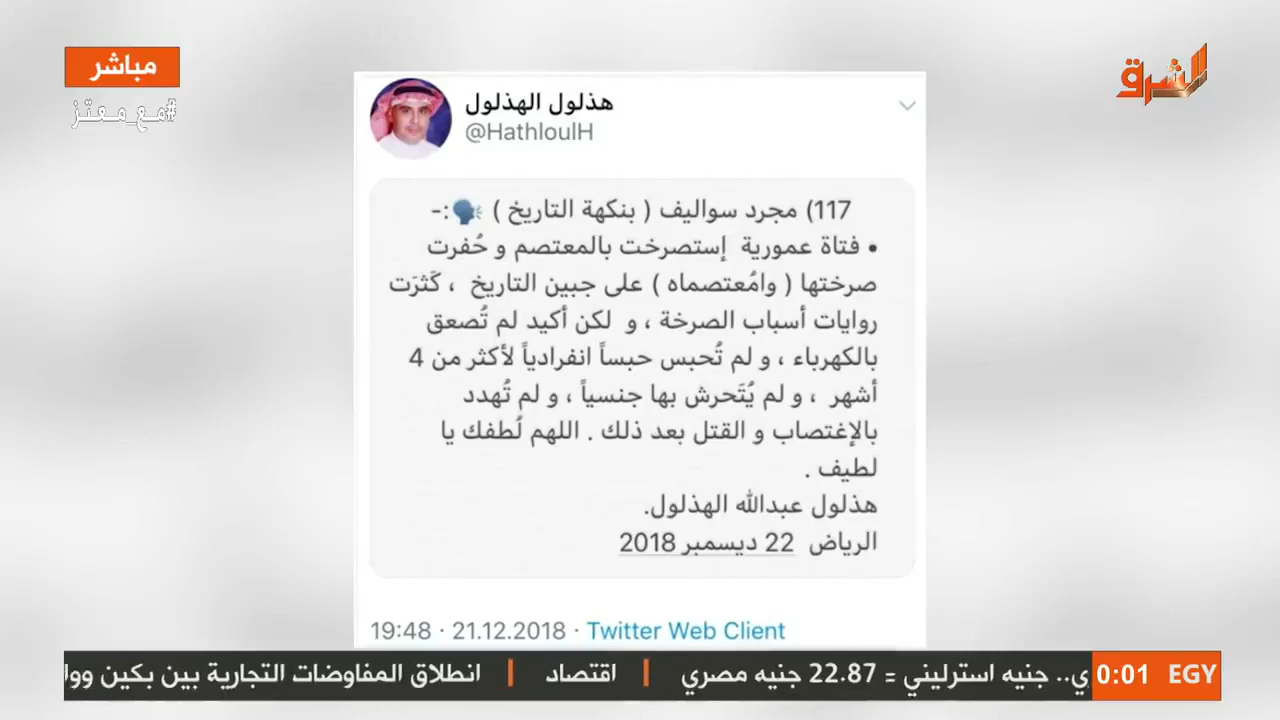 مباشر
#مع_معتز
الشرق
هذلول الهذلول
@HathloulH
117) مجرد سواليف ( بنكهة التاريخ ) 🗣:-
• فتاة عمورية إستصرخت بالمعتصم و حُفرت
صرختها ( وامُعتصماه ) على جبين التاريخ ، كَثرَت
روايات أسباب الصرخة ، و لكن أكيد لم تُصعق
بالكهرباء ، و لم تُحبس حبساً انفرادياً لأكثر من 4
أشهر ، و لم يُتَحرش بها جنسياً ، و لم تُهدد
بالإغتصاب و القتل بعد ذلك . اللهم لُطفك يا
لطيف .
هذلول عبدالله الهذلول.
الرياض 22 ديسمبر 2018
19:48 · 21.12.2018 · Twitter Web Client
ي.. جنيه استرليني = 22.87 جنيه مصري | اقتصاد | انطلاق المفاوضات التجارية بين بكين ووا
0:01 EGY